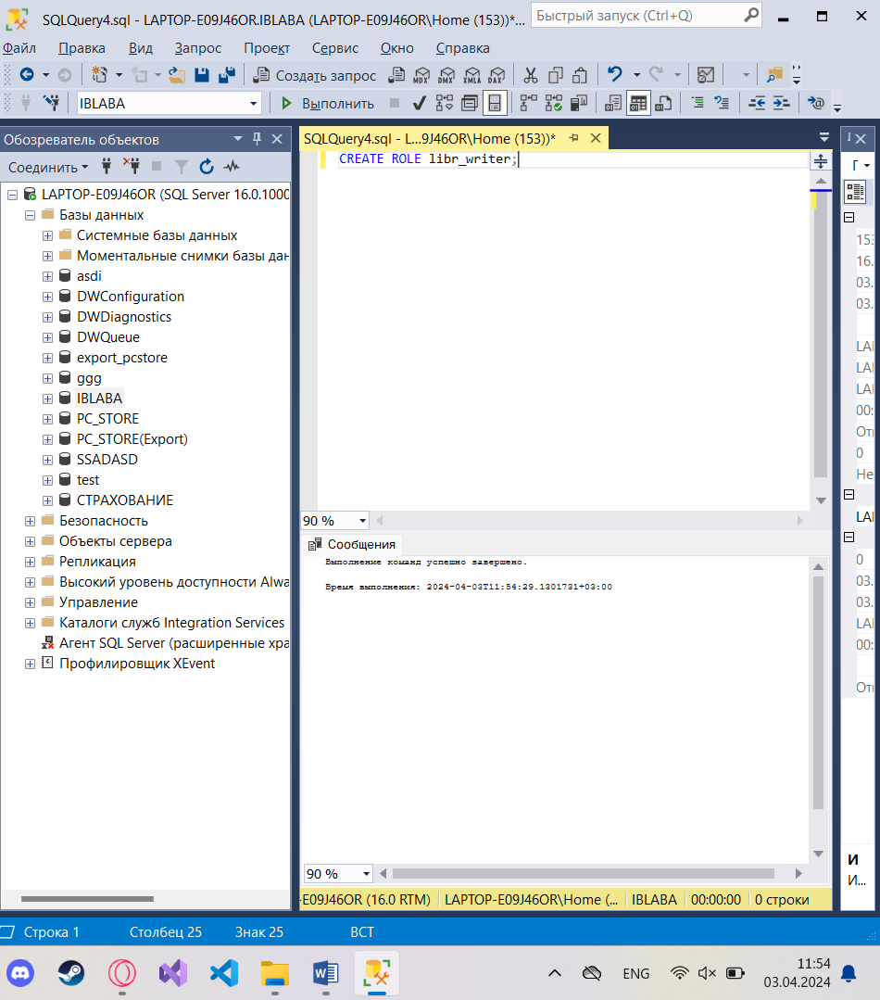 SQLQuery4.sql - LAPTOP-E09J46OR.IBLABA (LAPTOP-E09J46OR\Home (153))*...
Быстрый запуск (Ctrl+Q)
Файл Правка Вид Запрос Проект Сервис Окно Справка
Создать запрос MDX DMX XMLA DAX
IBLABA Выполнить
Обозреватель объектов
SQLQuery4.sql - L...9J46OR\Home (153))*
Соединить
CREATE ROLE libr_writer;
LAPTOP-E09J46OR (SQL Server 16.0.1000
Базы данных
Системные базы данных
Моментальные снимки базы дан
asdi
DWConfiguration
DWDiagnostics
DWQueue
export_pcstore
ggg
IBLABA
PC_STORE
PC_STORE(Export)
SSADASD
test
СТРАХОВАНИЕ
Безопасность
Объекты сервера
Репликация
Высокий уровень доступности Alwa
Управление
Каталоги служб Integration Services
Агент SQL Server (расширенные хра
Профилировщик XEvent
90 %
Сообщения
Выполнение команд успешно завершено.
Время выполнения: 2024-04-03T11:54:29.1301731+03:00
90 %
-E09J46OR (16.0 RTM) LAPTOP-E09J46OR\Home (... IBLABA 00:00:00 0 строки
Г
153
16.
03.
03.
LAI
LAI
LAI
00:
От
0
Не
LAI
0
03.
03.
LAI
00:
От
И
И...
Строка 1 Столбец 25 Знак 25 ВСТ
ENG
11:54
03.04.2024